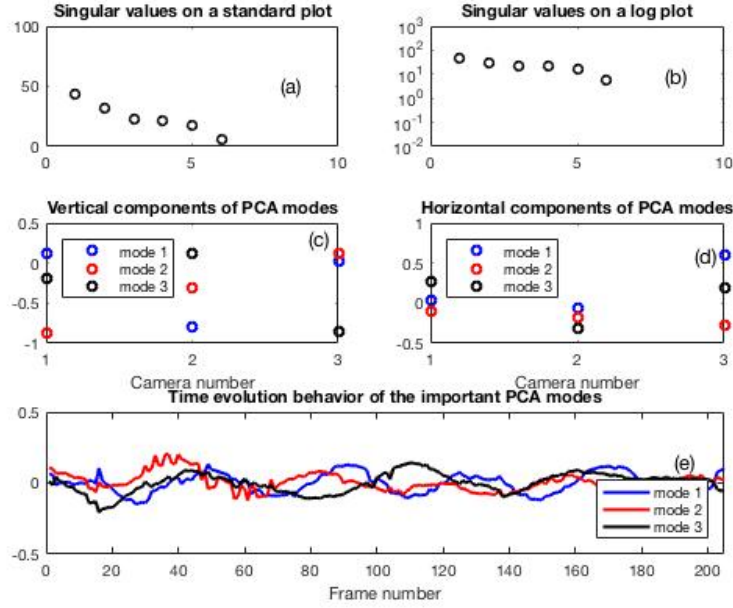 Singular values on a standard plot
100
50
0
0
5
10
(a)
Singular values on a log plot
10^3
10^2
10^1
10^0
10^-1
10^-2
0
5
10
(b)
Vertical components of PCA modes
0.5
0
-0.5
-1
1
2
3
mode 1
mode 2
mode 3
(c)
Camera number
Horizontal components of PCA modes
1
0.5
0
-0.5
1
2
3
mode 1
mode 2
mode 3
(d)
Camera number
Time evolution behavior of the important PCA modes
0.5
0
-0.5
0
20
40
60
80
100
120
140
160
180
200
(e)
mode 1
mode 2
mode 3
Frame number